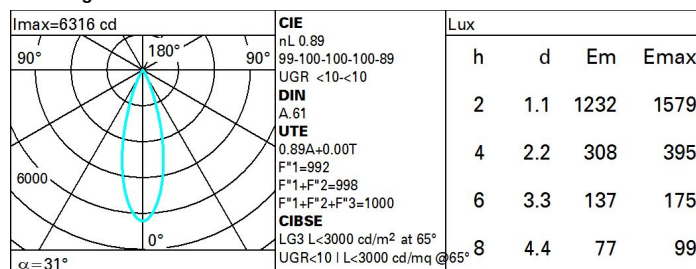 Imax=6316 cd
90° 180° 90°
6000
0°
α=31°
CIE
nL 0.89
99-100-100-100-89
UGR <10-<10
DIN
A.61
UTE
0.89A+0.00T
F"1=992
F"1+F"2=998
F"1+F"2+F"3=1000
CIBSE
LG3 L<3000 cd/m² at 65°
UGR<10 | L<3000 cd/mq @65°
Lux
h d Em Emax
2 1.1 1232 1579
4 2.2 308 395
6 3.3 137 175
8 4.4 77 99